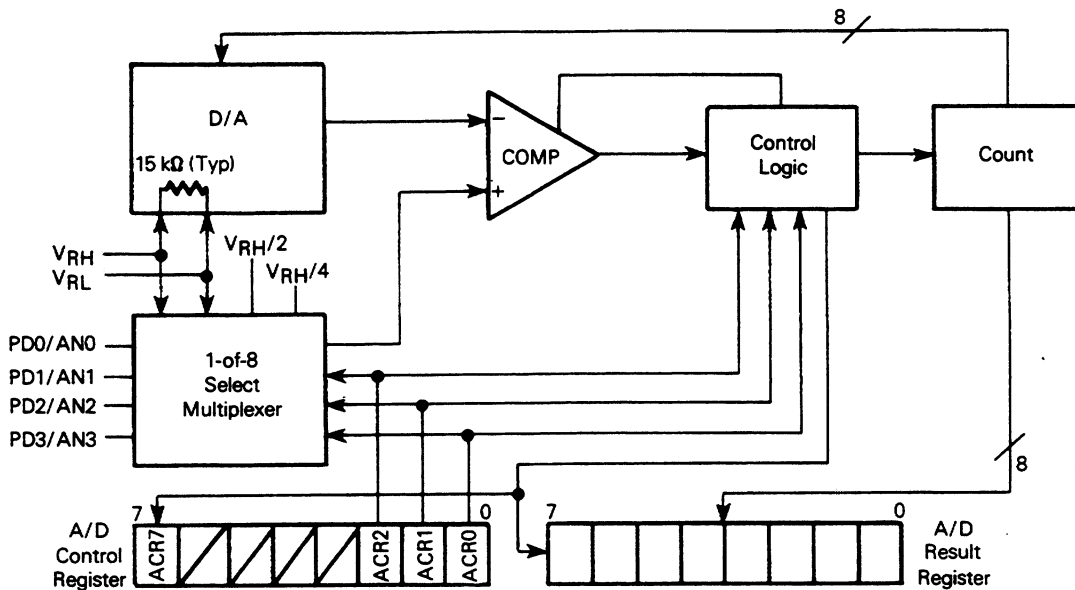 8
D/A
15 kΩ (Typ)
−
COMP
+
Control
Logic
Count
VRH
VRL
VRH/2
VRH/4
PD0/AN0
PD1/AN1
PD2/AN2
PD3/AN3
1-of-8
Select
Multiplexer
8
A/D
Control
Register
7
0
ACR7
ACR2
ACR1
ACR0
7
0
A/D
Result
Register